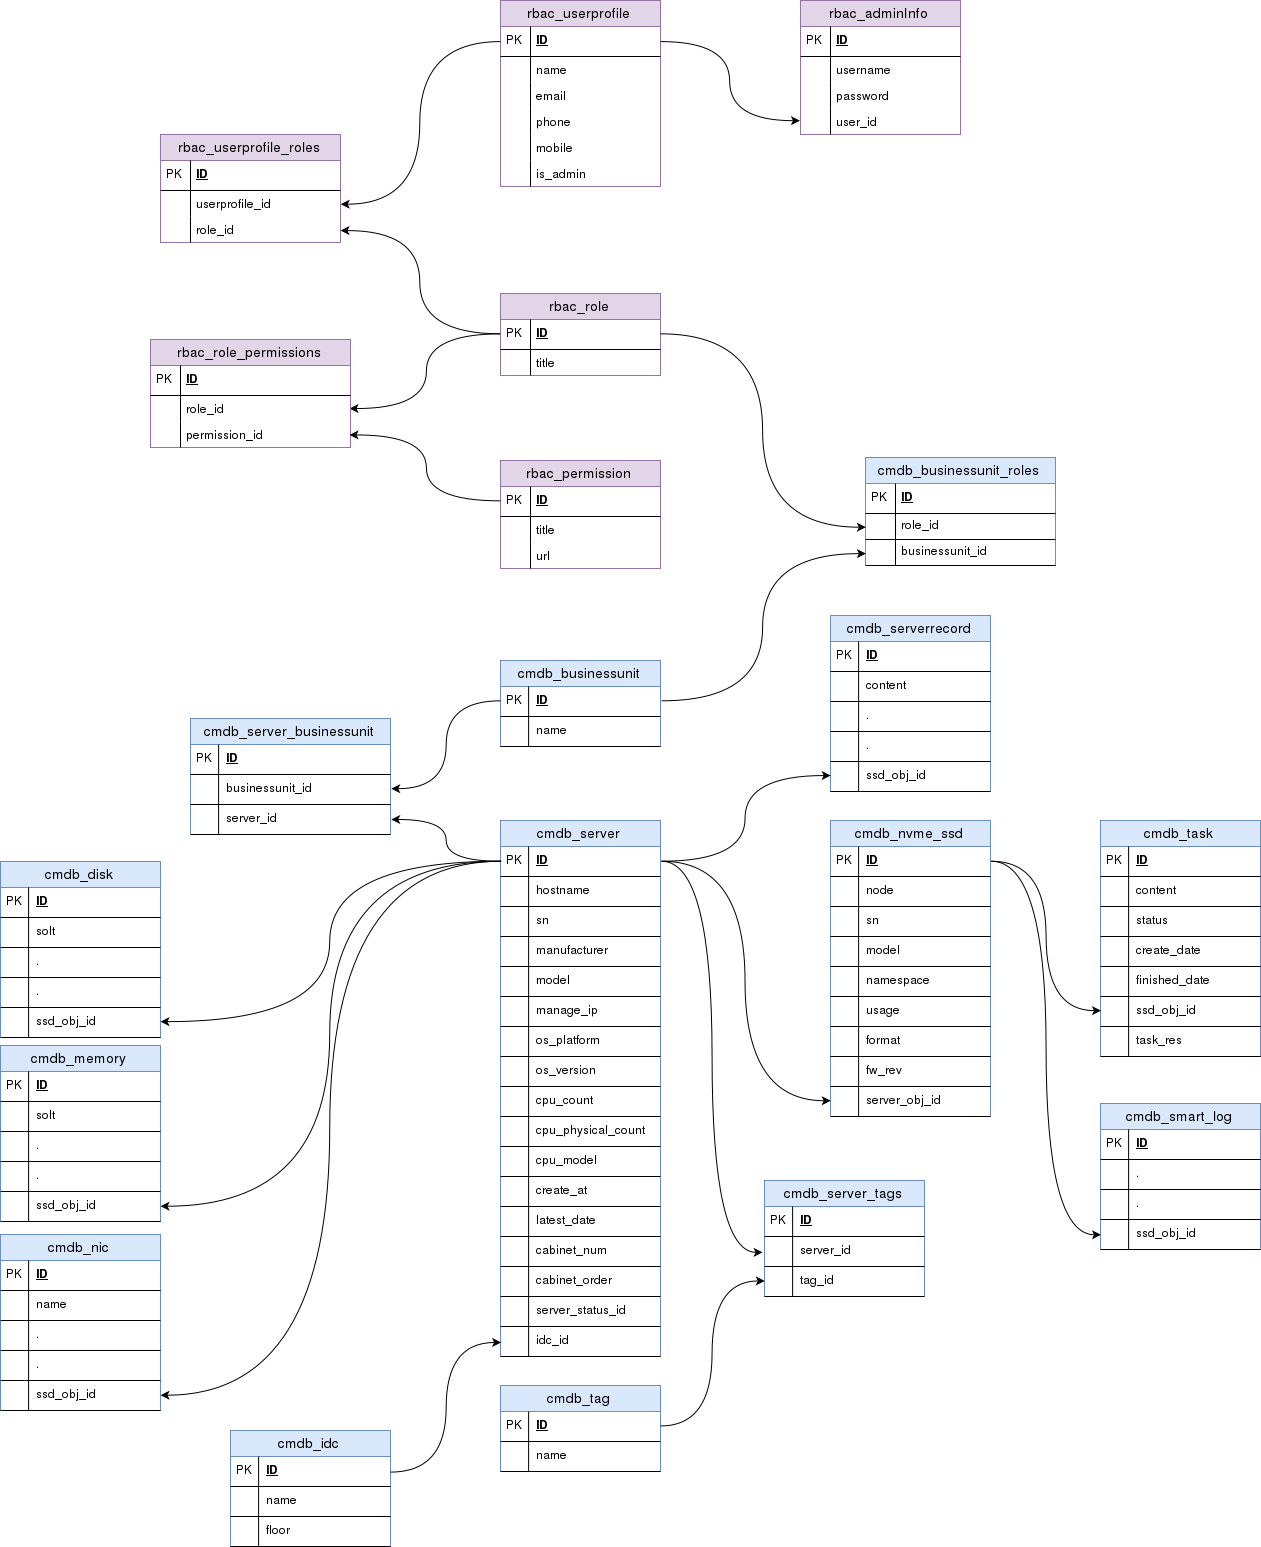 rbac_userprofile
PK ID
name
email
phone
mobile
is_admin
rbac_adminInfo
PK ID
username
password
user_id
rbac_userprofile_roles
PK ID
userprofile_id
role_id
rbac_role
PK ID
title
rbac_role_permissions
PK ID
role_id
permission_id
rbac_permission
PK ID
title
url
cmdb_businessunit_roles
PK ID
role_id
businessunit_id
cmdb_serverrecord
PK ID
content
.
.
ssd_obj_id
cmdb_businessunit
PK ID
name
cmdb_server_businessunit
PK ID
businessunit_id
server_id
cmdb_server
PK ID
hostname
sn
manufacturer
model
manage_ip
os_platform
os_version
cpu_count
cpu_physical_count
cpu_model
create_at
latest_date
cabinet_num
cabinet_order
server_status_id
idc_id
cmdb_nvme_ssd
PK ID
node
sn
model
namespace
usage
format
fw_rev
server_obj_id
cmdb_task
PK ID
content
status
create_date
finished_date
ssd_obj_id
task_res
cmdb_disk
PK ID
solt
.
.
ssd_obj_id
cmdb_memory
PK ID
solt
.
.
ssd_obj_id
cmdb_smart_log
PK ID
.
.
ssd_obj_id
cmdb_server_tags
PK ID
server_id
tag_id
cmdb_nic
PK ID
name
.
.
ssd_obj_id
cmdb_tag
PK ID
name
cmdb_idc
PK ID
name
floor